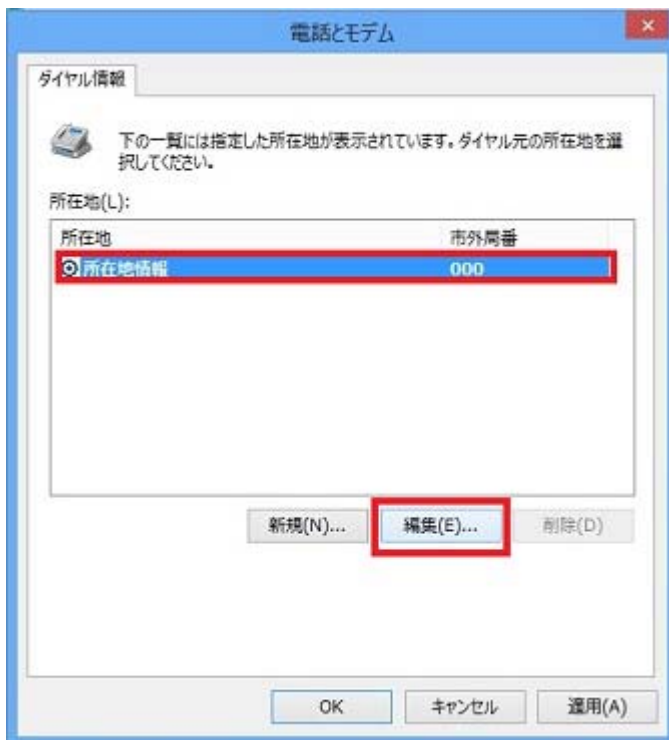 電話とモデム
ダイヤル情報
下の一覧には指定した所在地が表示されています。ダイヤル元の所在地を選
択してください。
所在地(L):
所在地 市外局番
所在地情報 000
新規(N)... 編集(E)... 削除(D)
OK キャンセル 適用(A)